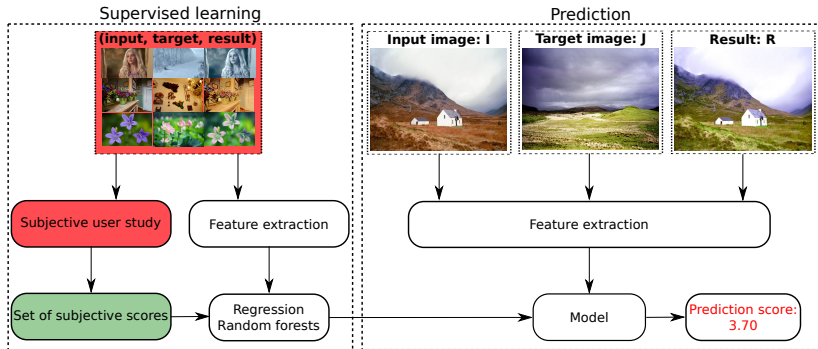 Supervised learning
(input, target, result)
Subjective user study
Feature extraction
Set of subjective scores
Regression
Random forests
Prediction
Input image: I
Target image: J
Result: R
Feature extraction
Model
Prediction score:
3.70